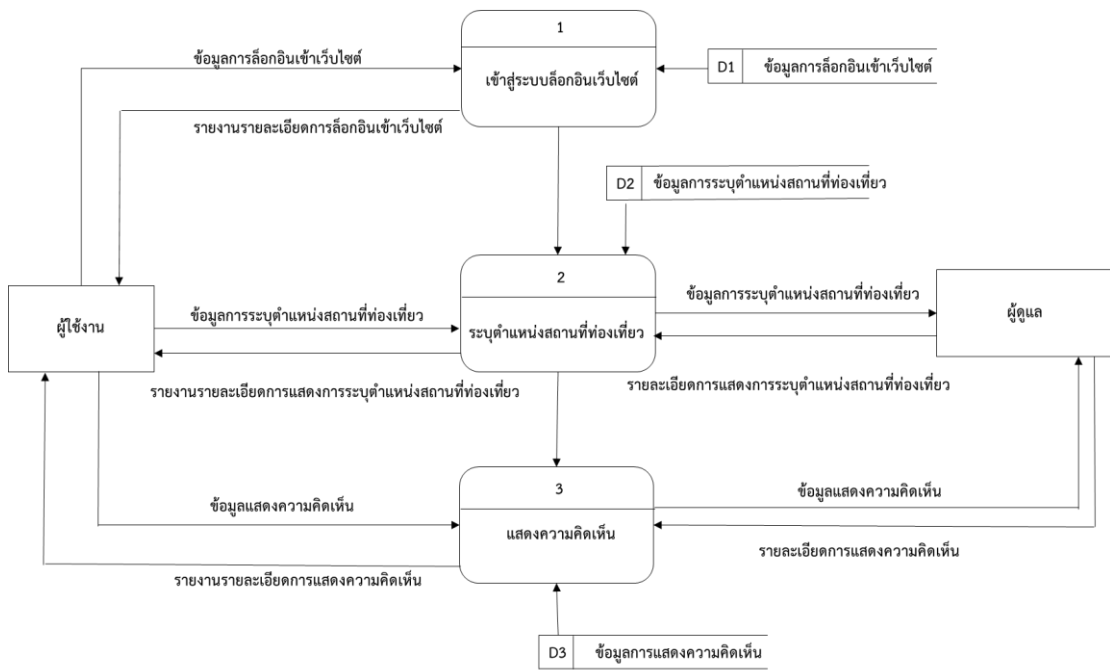 1
ข้อมูลการล็อกอินเข้าเว็บไซต์
เข้าสู่ระบบล็อกอินเว็บไซต์
D1 ข้อมูลการล็อกอินเข้าเว็บไซต์
รายงานรายละเอียดการล็อกอินเข้าเว็บไซต์
D2 ข้อมูลการระบุตำแหน่งสถานที่ท่องเที่ยว
2
ผู้ใช้งาน
ข้อมูลการระบุตำแหน่งสถานที่ท่องเที่ยว
ระบุตำแหน่งสถานที่ท่องเที่ยว
ข้อมูลการระบุตำแหน่งสถานที่ท่องเที่ยว
ผู้ดูแล
รายงานรายละเอียดการแสดงการระบุตำแหน่งสถานที่ท่องเที่ยว
รายละเอียดการแสดงการระบุตำแหน่งสถานที่ท่องเที่ยว
3
ข้อมูลแสดงความคิดเห็น
แสดงความคิดเห็น
ข้อมูลแสดงความคิดเห็น
รายงานรายละเอียดการแสดงความคิดเห็น
รายละเอียดการแสดงความคิดเห็น
D3 ข้อมูลการแสดงความคิดเห็น